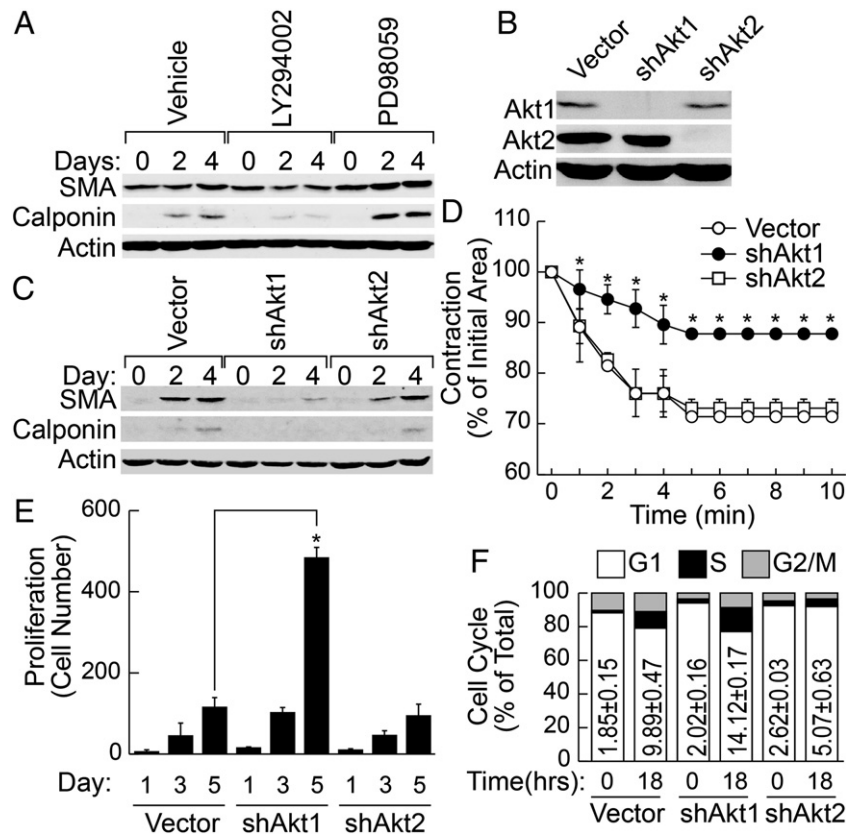 A
Vehicle
LY294002
PD98059
Days: 0 2 4 0 2 4 0 2 4
SMA
Calponin
Actin
B
Vector
shAkt1
shAkt2
Akt1
Akt2
Actin
C
Vector
shAkt1
shAkt2
Day: 0 2 4 0 2 4 0 2 4
SMA
Calponin
Actin
D
Vector
shAkt1
shAkt2
Contraction
(% of Initial Area)
110
100
90
80
70
60
* * * * * * * * * *
0 2 4 6 8 10
Time (min)
E
Proliferation
(Cell Number)
600
400
200
0
*
Day: 1 3 5 1 3 5 1 3 5
Vector shAkt1 shAkt2
F
G1 S G2/M
Cell Cycle
(% of Total)
100
80
60
40
20
0
1.85±0.15
9.89±0.47
2.02±0.16
14.12±0.17
2.62±0.03
5.07±0.63
Time(hrs): 0 18 0 18 0 18
Vector shAkt1 shAkt2